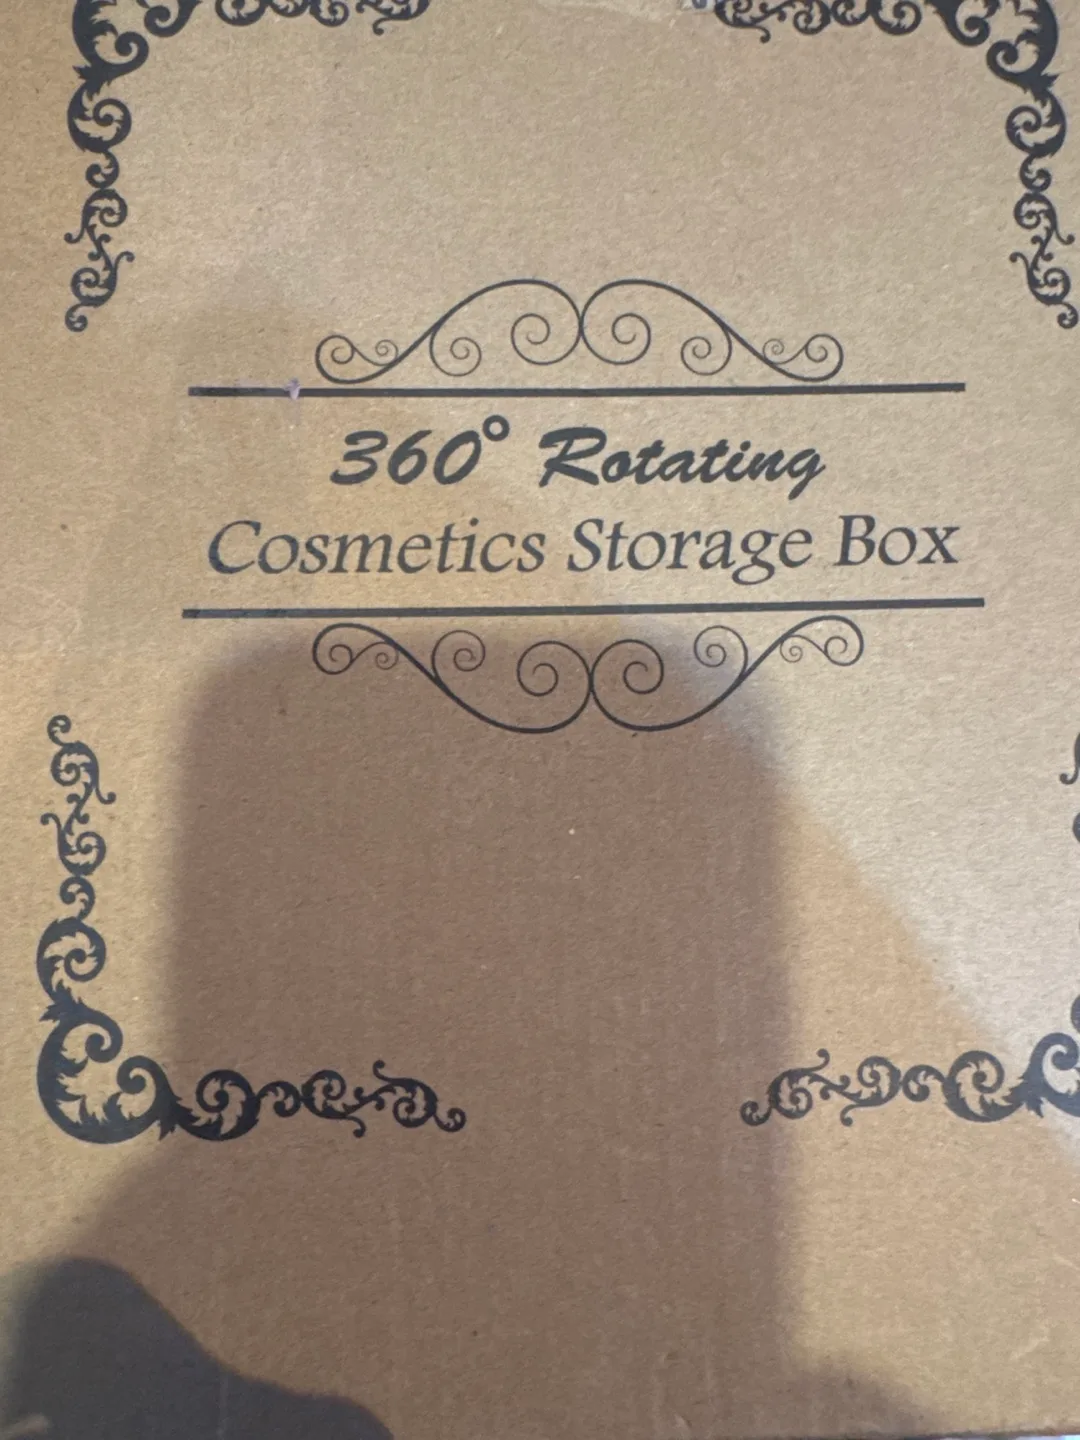 360° Rotating
Cosmetics Storage Box